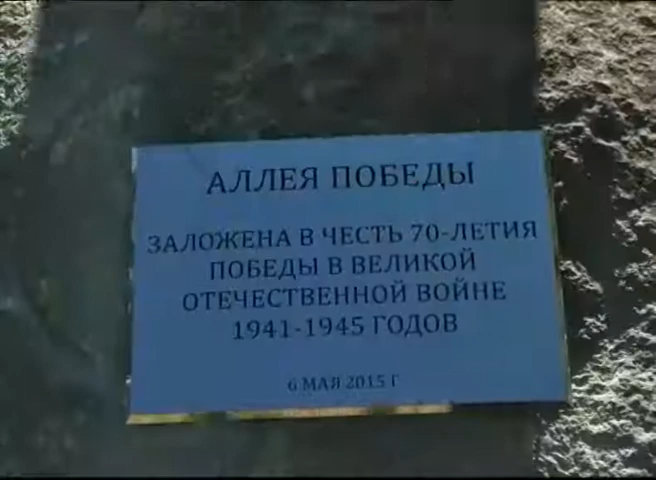 АЛЛЕЯ ПОБЕДЫ
ЗАЛОЖЕНА В ЧЕСТЬ 70-ЛЕТИЯ
ПОБЕДЫ В ВЕЛИКОЙ
ОТЕЧЕСТВЕННОЙ ВОЙНЕ
1941-1945 ГОДОВ
6 МАЯ 2015 Г